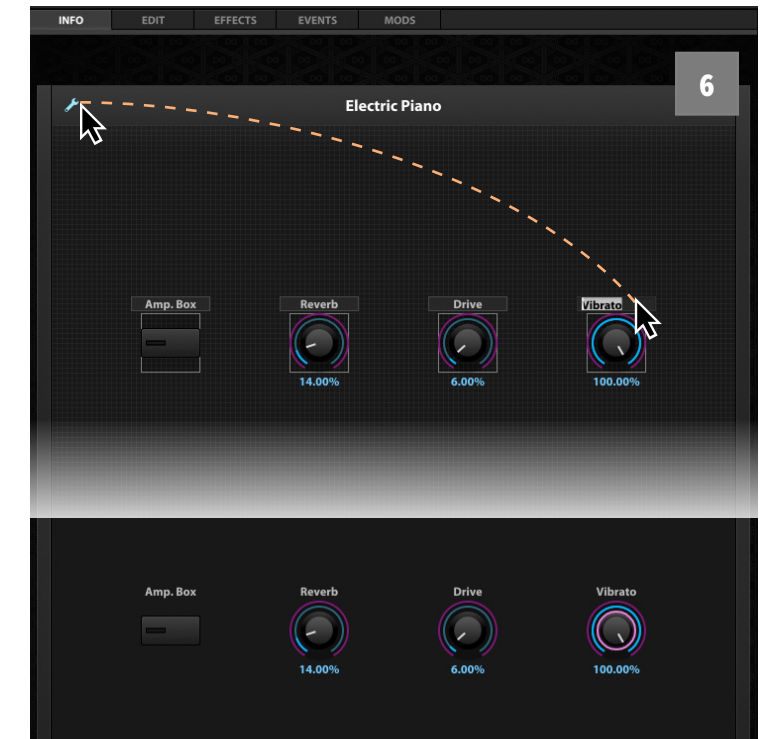 INFO EDIT EFFECTS EVENTS MODS
6
Electric Piano
Amp. Box Reverb Drive Vibrato
14.00% 6.00% 100.00%
Amp. Box Reverb Drive Vibrato
14.00% 6.00% 100.00%